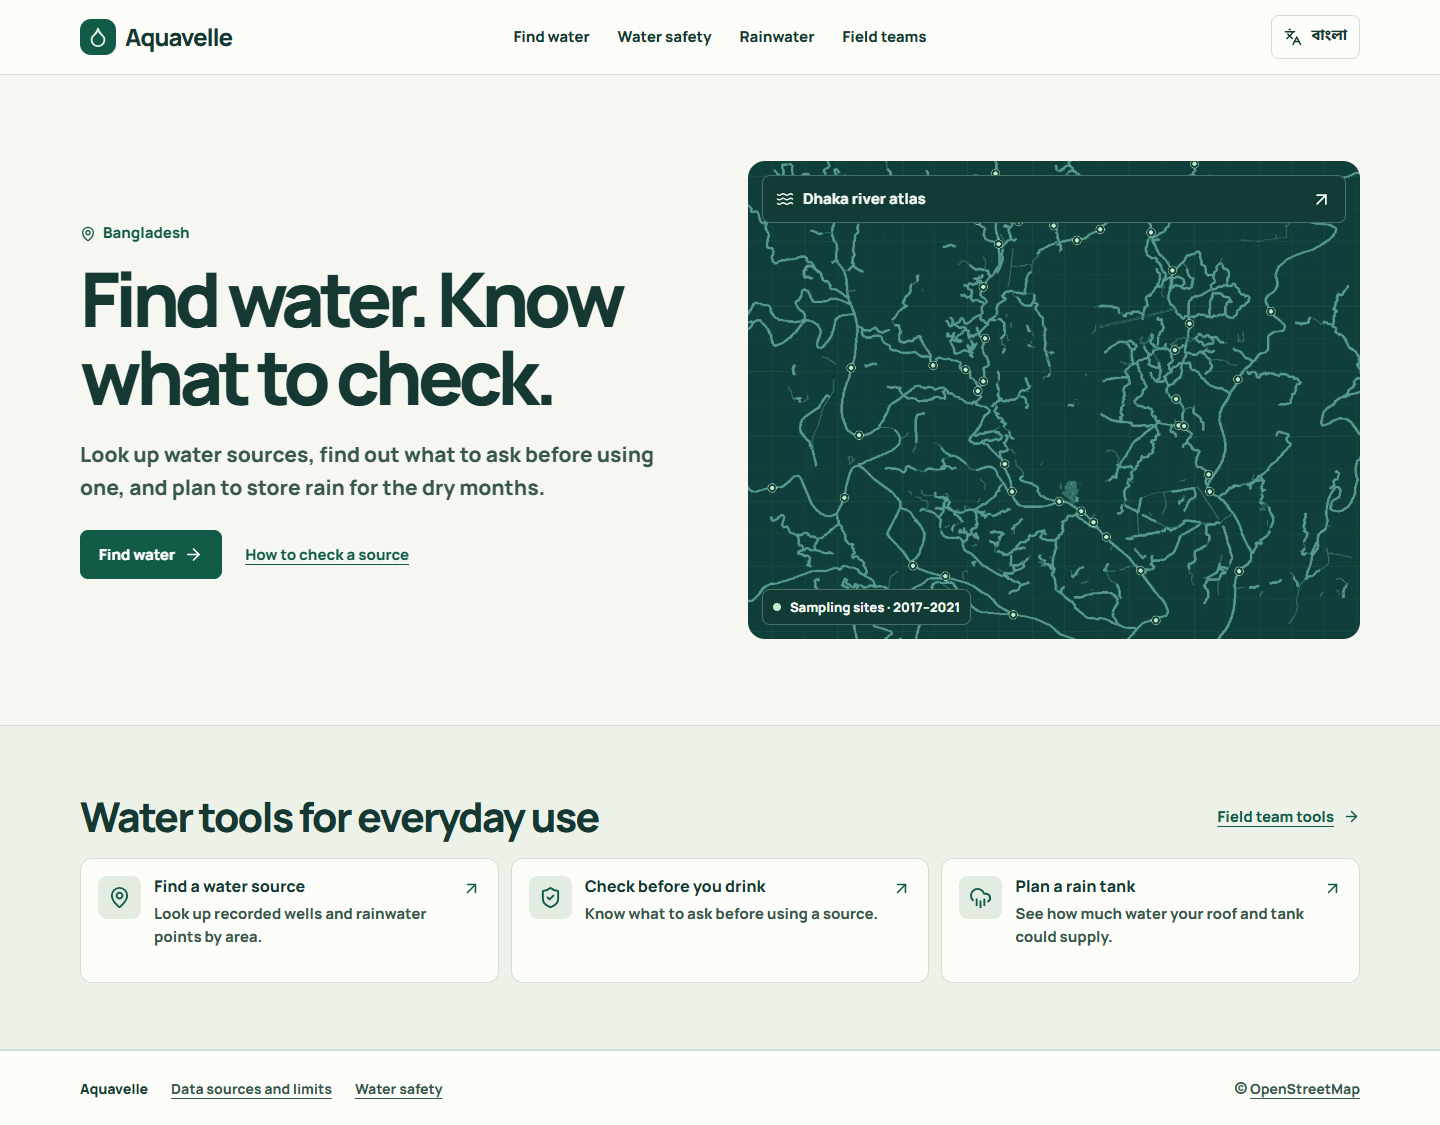 Aquavelle
Find water
Water safety
Rainwater
Field teams
বাংলা
Bangladesh
Find water. Know
what to check.
Look up water sources, find out what to ask before using
one, and plan to store rain for the dry months.
Find water
How to check a source
Dhaka river atlas
Sampling sites · 2017–2021
Water tools for everyday use
Field team tools
Find a water source
Look up recorded wells and rainwater
points by area.
Check before you drink
Know what to ask before using a source.
Plan a rain tank
See how much water your roof and tank
could supply.
Aquavelle
Data sources and limits
Water safety
© OpenStreetMap